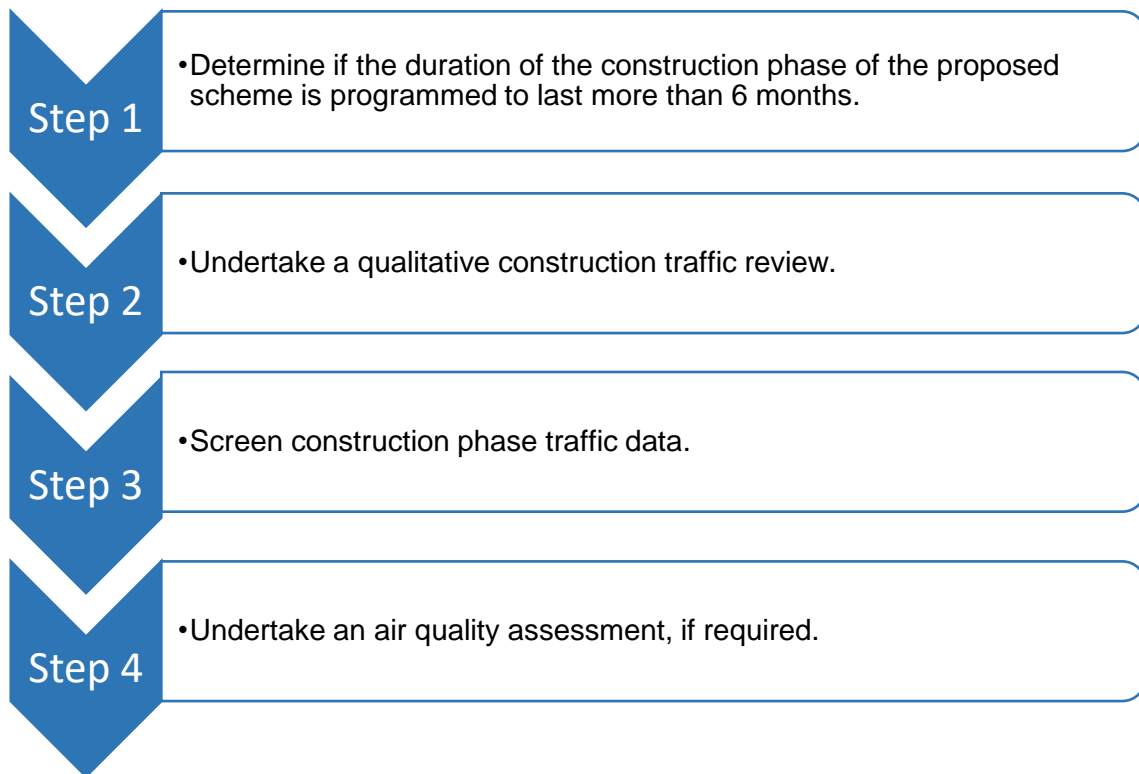 Step 1
•Determine if the duration of the construction phase of the proposed
scheme is programmed to last more than 6 months.
Step 2
•Undertake a qualitative construction traffic review.
Step 3
•Screen construction phase traffic data.
Step 4
•Undertake an air quality assessment, if required.